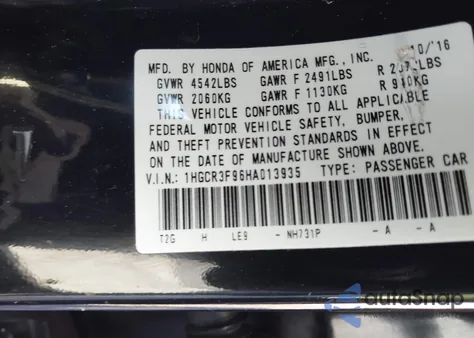 MFD. BY HONDA OF AMERICA MFG., INC. 10/'16
GVWR 4542LBS GAWR F 2491LBS R
GVWR 2060KG GAWR F 1130KG R
THIS VEHICLE CONFORMS TO ALL APPLICABLE
FEDERAL MOTOR VEHICLE SAFETY, BUMPER,
AND THEFT PREVENTION STANDARDS IN EFFECT
ON THE DATE OF MANUFACTURE SHOWN ABOVE.
V.I.N.: 1HGCR3F96HA013935 TYPE: PASSENGER CAR
T2G H LE9 - NH731P - A - A
autoSnap